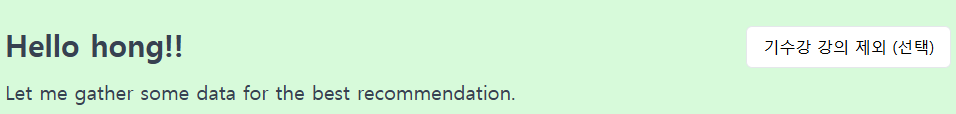 Hello hong!!
기수강 강의 제외 (선택)
Let me gather some data for the best recommendation.